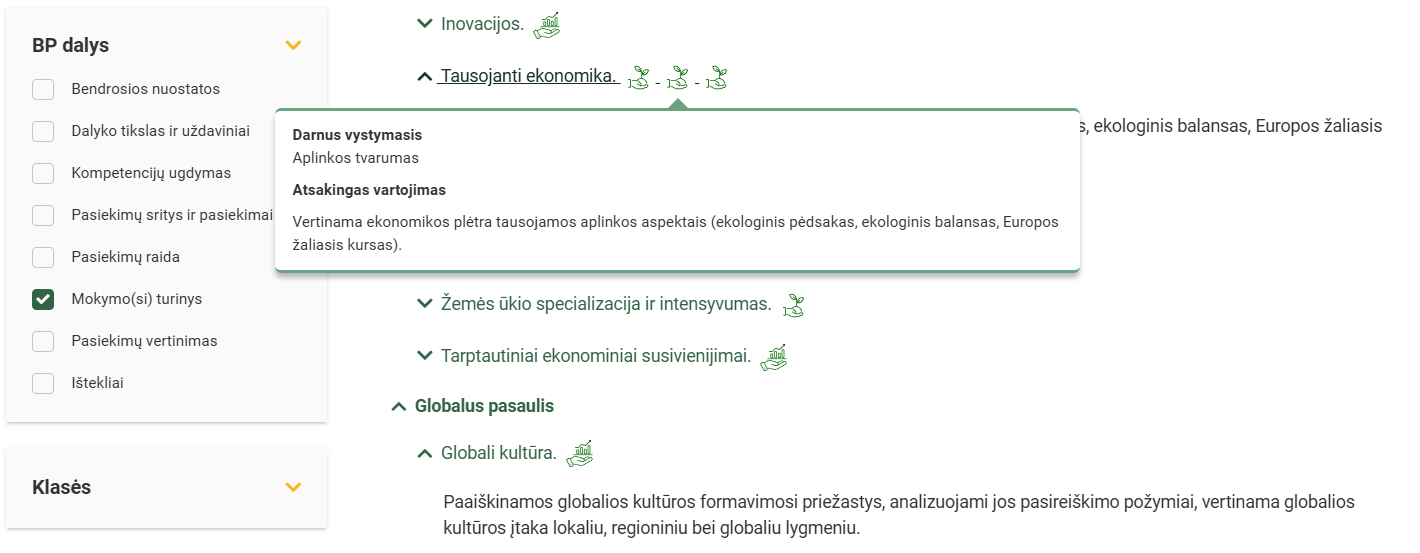 BP dalys
Bendrosios nuostatos
Dalyko tikslas ir uždaviniai
Kompetencijų ugdymas
Pasiekimų sritys ir pasiekimai
Pasiekimų raida
Mokymo(si) turinys
Pasiekimų vertinimas
Ištekliai
Klasės
Inovacijos.
Tausojanti ekonomika.
s, ekologinis balansas, Europos žaliasis
Darnus vystymasis
Aplinkos tvarumas
Atsakingas vartojimas
Vertinama ekonomikos plėtra tausojamos aplinkos aspektais (ekologinis pėdsakas, ekologinis balansas, Europos
žaliasis kursas).
Žemės ūkio specializacija ir intensyvumas.
Tarptautiniai ekonominiai susivienijimai.
Globalus pasaulis
Globali kultūra.
Paaiškinamos globalios kultūros formavimosi priežastys, analizuojami jos pasireiškimo požymiai, vertinama globalios
kultūros įtaka lokaliu, regioniniu bei globaliu lygmeniu.